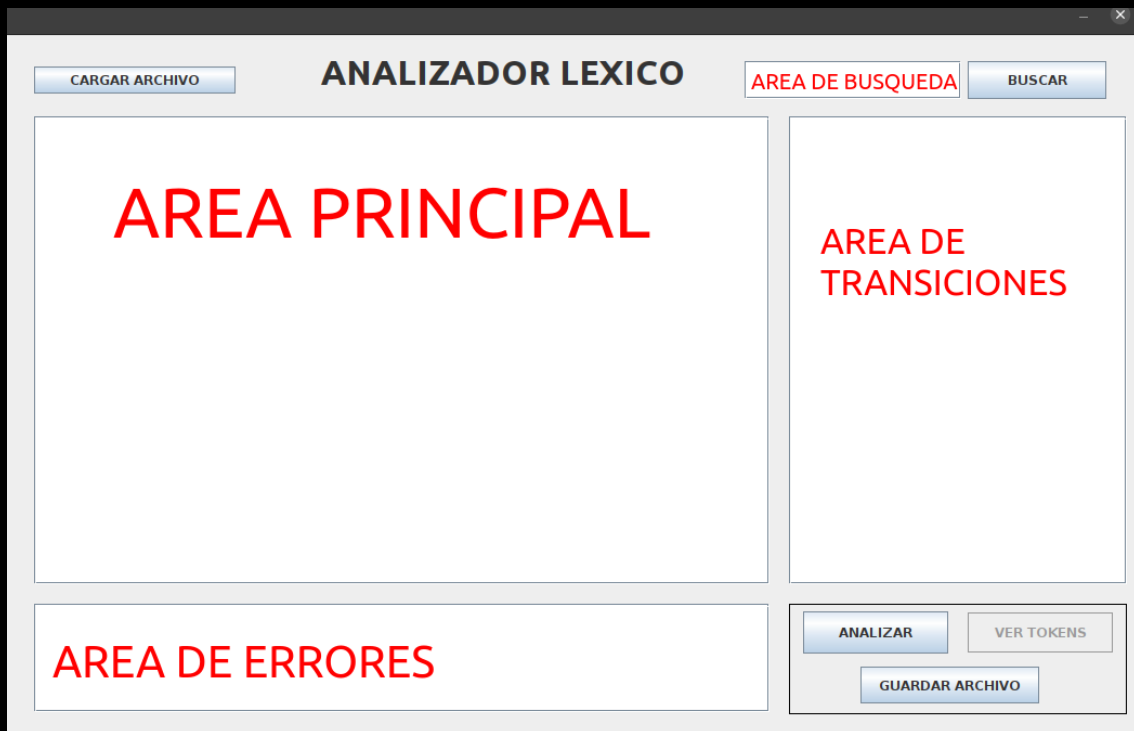 CARGAR ARCHIVO
ANALIZADOR LEXICO
AREA DE BUSQUEDA
BUSCAR
AREA PRINCIPAL
AREA DE
TRANSICIONES
AREA DE ERRORES
ANALIZAR
VER TOKENS
GUARDAR ARCHIVO